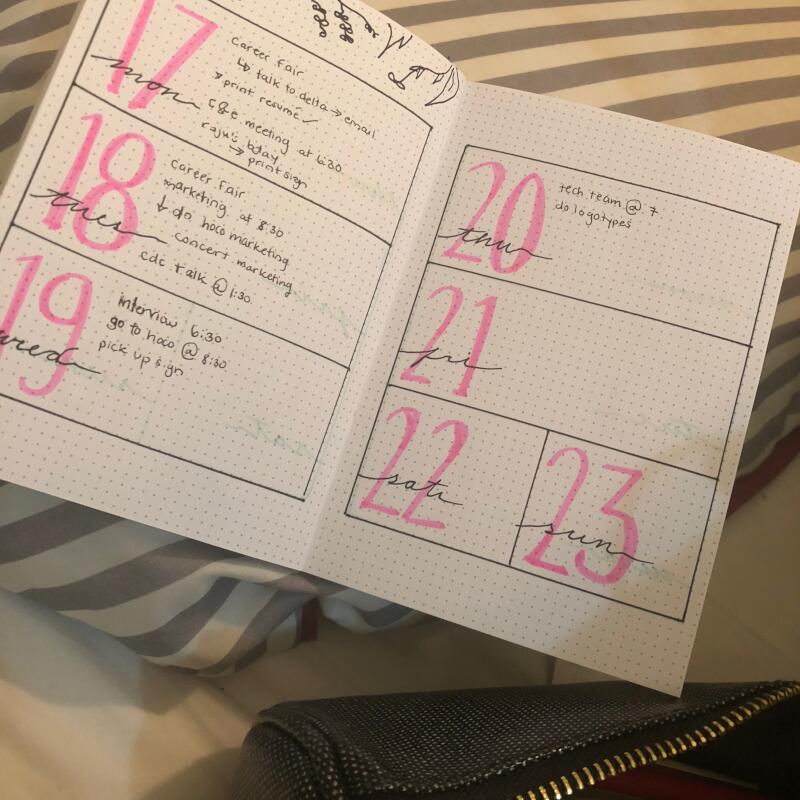 17
mon
career fair
↳ talk to delta → email
→ print resume ✓
C&E meeting at 6:30
raju's bday
→ print sign
18
tues
career fair
marketing at 8:30
↳ do hoco marketing
concert marketing
cdc talk @ 1:30
19
wed
interview 6:30
go to hoco @ 8:30
pick up sign
20
thu
tech team @ 7
do logotypes
21
fri
22
sat
23
sun